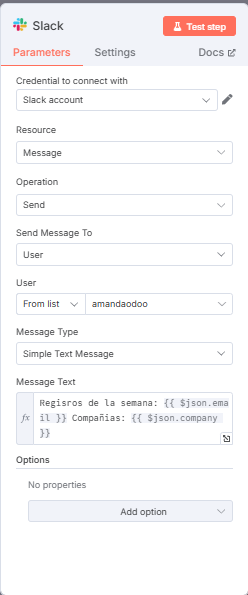 Slack
Test step
Parameters
Settings
Docs
Credential to connect with
Slack account
Resource
Message
Operation
Send
Send Message To
User
User
From list
amandaodoo
Message Type
Simple Text Message
Message Text
fx
Regisros de la semana: {{ $json.ema
il }} Compañias: {{ $json.company
}}
Options
No properties
Add option